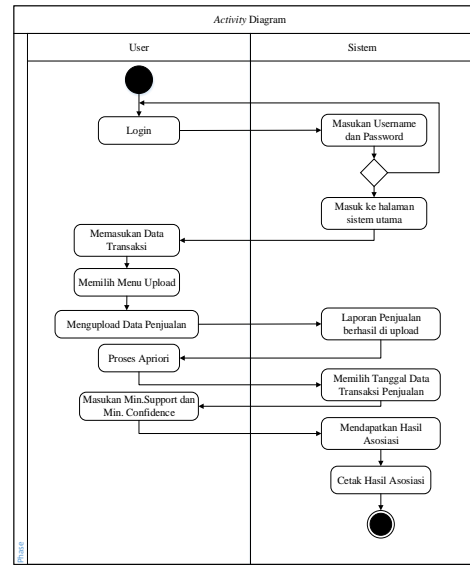 Activity Diagram
User
Sistem
Login
Masukan Username
dan Password
Masuk ke halaman
sistem utama
Memasukan Data
Transaksi
Memilih Menu Upload
Mengupload Data Penjualan
Laporan Penjualan
berhasil di upload
Proses Apriori
Memilih Tanggal Data
Transaksi Penjualan
Masukan Min.Support dan
Min. Confidence
Mendapatkan Hasil
Asosiasi
Cetak Hasil Asosiasi
Phase